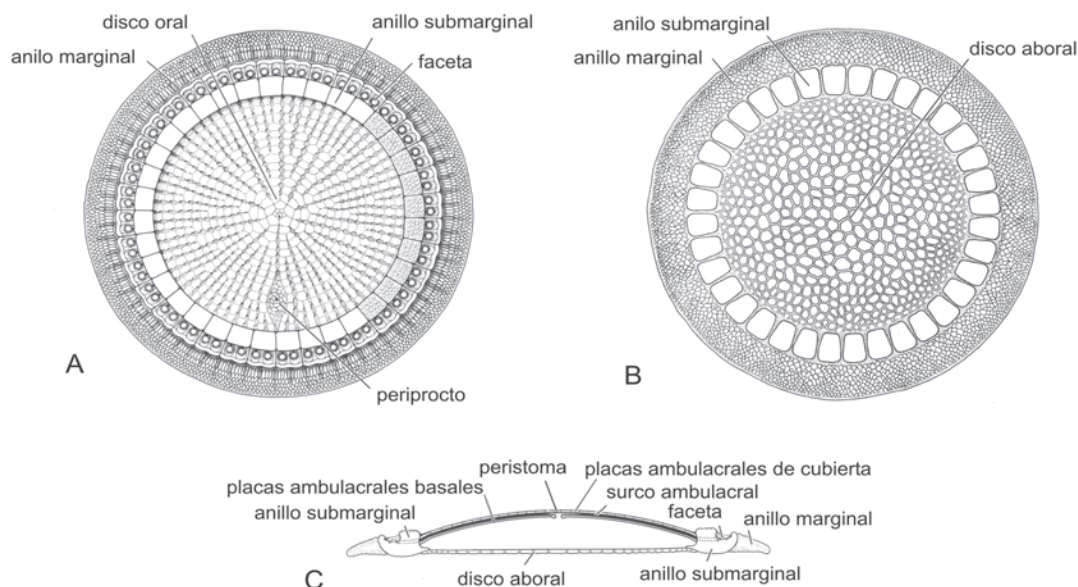 disco oral
anilo marginal
anillo submarginal
faceta
periprocto
A
anilo submarginal
anillo marginal
disco aboral
B
peristoma
placas ambulacrales de cubierta
placas ambulacrales basales
surco ambulacral
anillo submarginal
faceta
anillo marginal
disco aboral
anillo submarginal
C